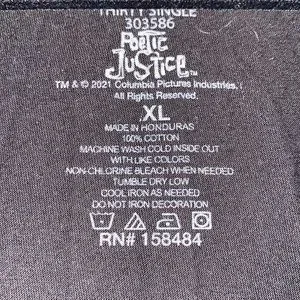 THIRTY SINGLE
303586
POETIC
JUSTICE™
TM & © 2021 Columbia Pictures Industries, I
All Rights Reserved.
XL
MADE IN HONDURAS
100% COTTON
MACHINE WASH COLD INSIDE OUT
WITH LIKE COLORS
NON-CHLORINE BLEACH WHEN NEEDED
TUMBLE DRY LOW
COOL IRON AS NEEDED
DO NOT IRON DECORATION
RN# 158484